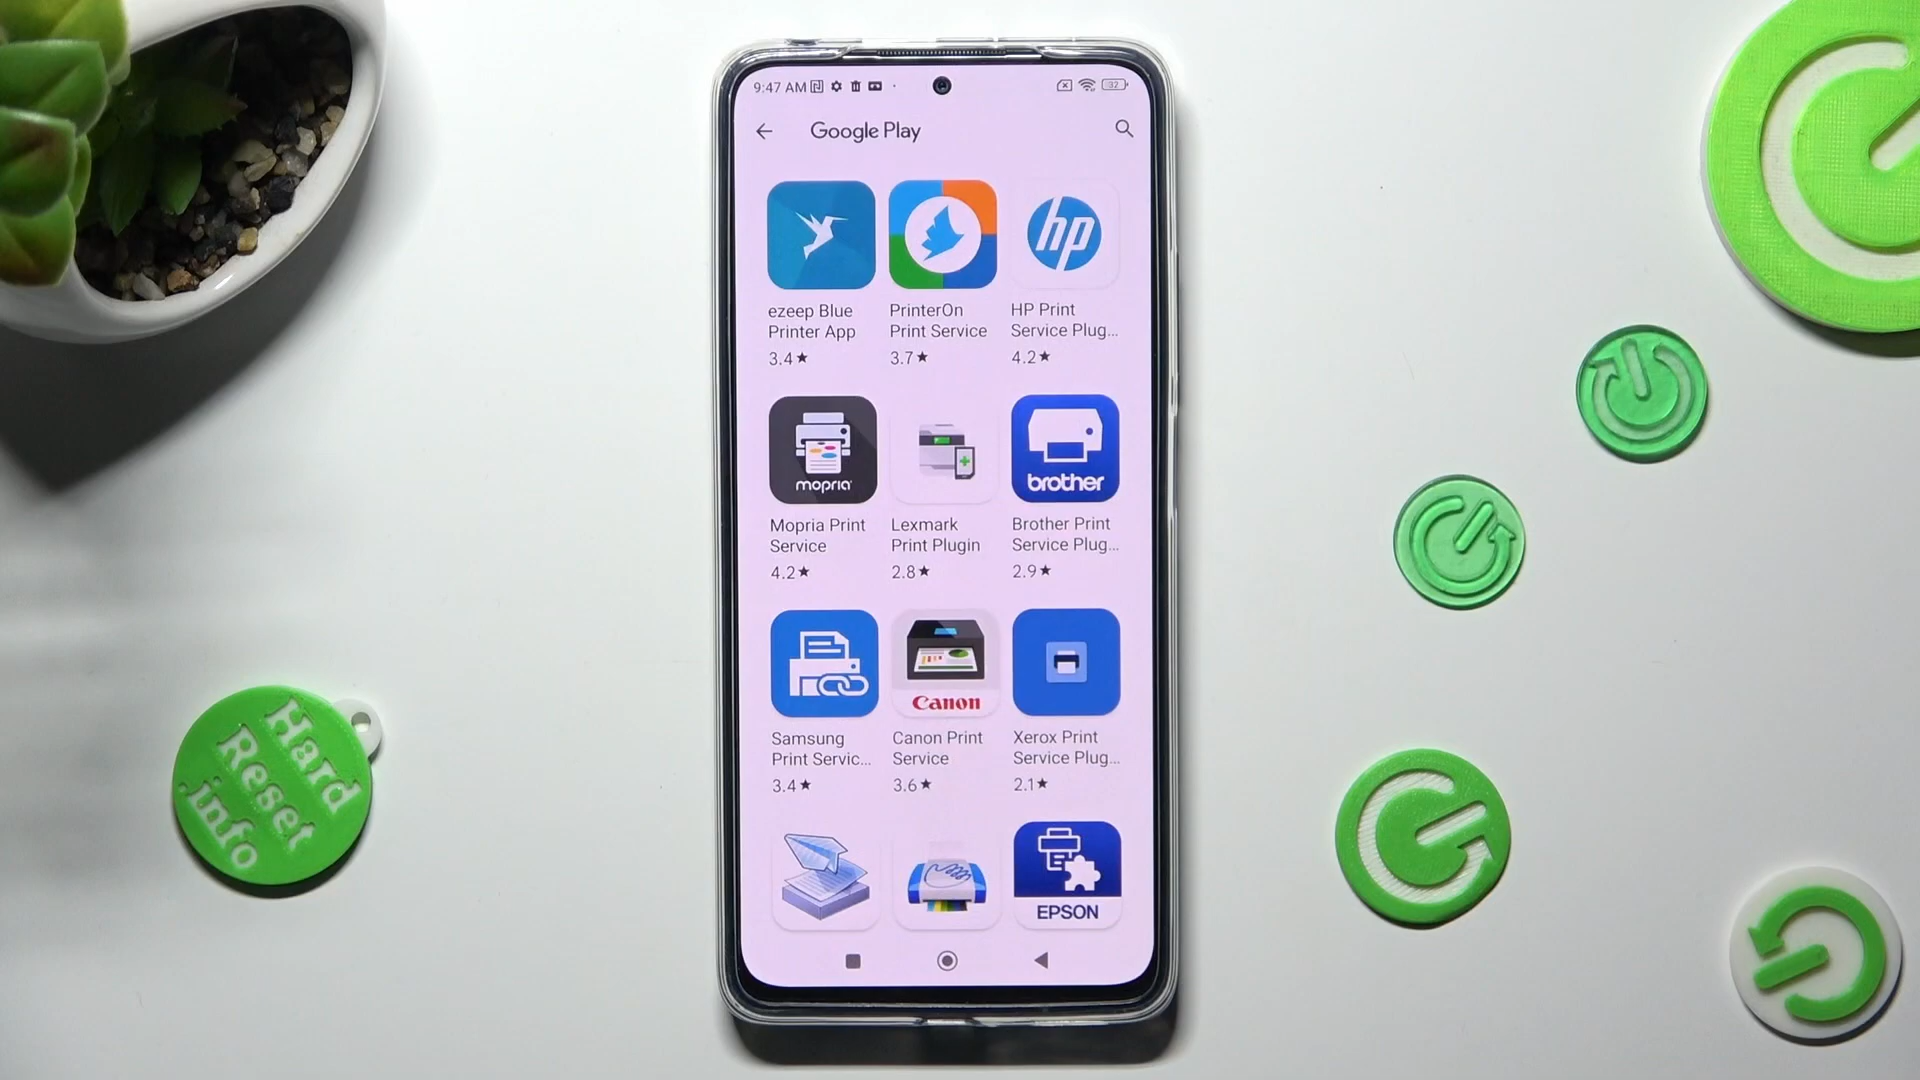 9:47 AM
32
Google Play
hp
ezeep Blue
Printer App
3.4★
PrinterOn
Print Service
3.7★
HP Print
Service Plug...
4.2★
mopria
brother
Mopria Print
Service
4.2★
Lexmark
Print Plugin
2.8★
Brother Print
Service Plug...
2.9★
Canon
Samsung
Print Servic...
3.4★
Canon Print
Service
3.6★
Xerox Print
Service Plug...
2.1★
EPSON
Hard
Reset
.info